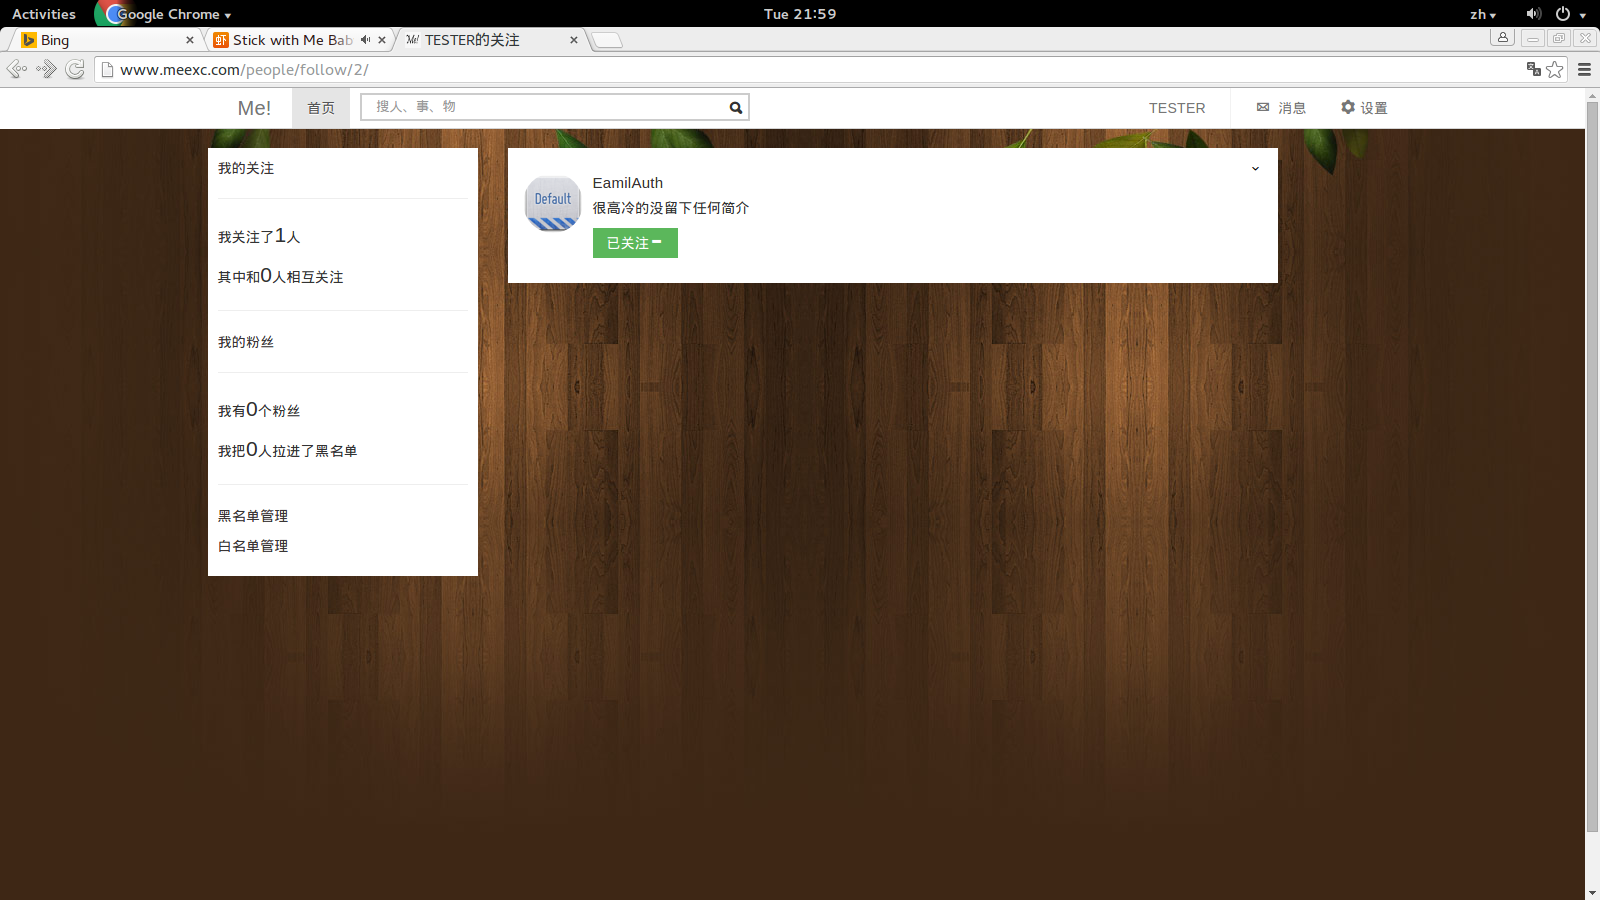 Activities Google Chrome Tue 21:59 zh
Bing Stick with Me Bab TESTER的关注
www.meexc.com/people/follow/2/
Me! 首页 搜人、事、物 TESTER 消息 设置
我的关注
我关注了1人
其中和0人相互关注
我的粉丝
我有0个粉丝
我把0人拉进了黑名单
黑名单管理
白名单管理
Default
EamilAuth
很高冷的没留下任何简介
已关注